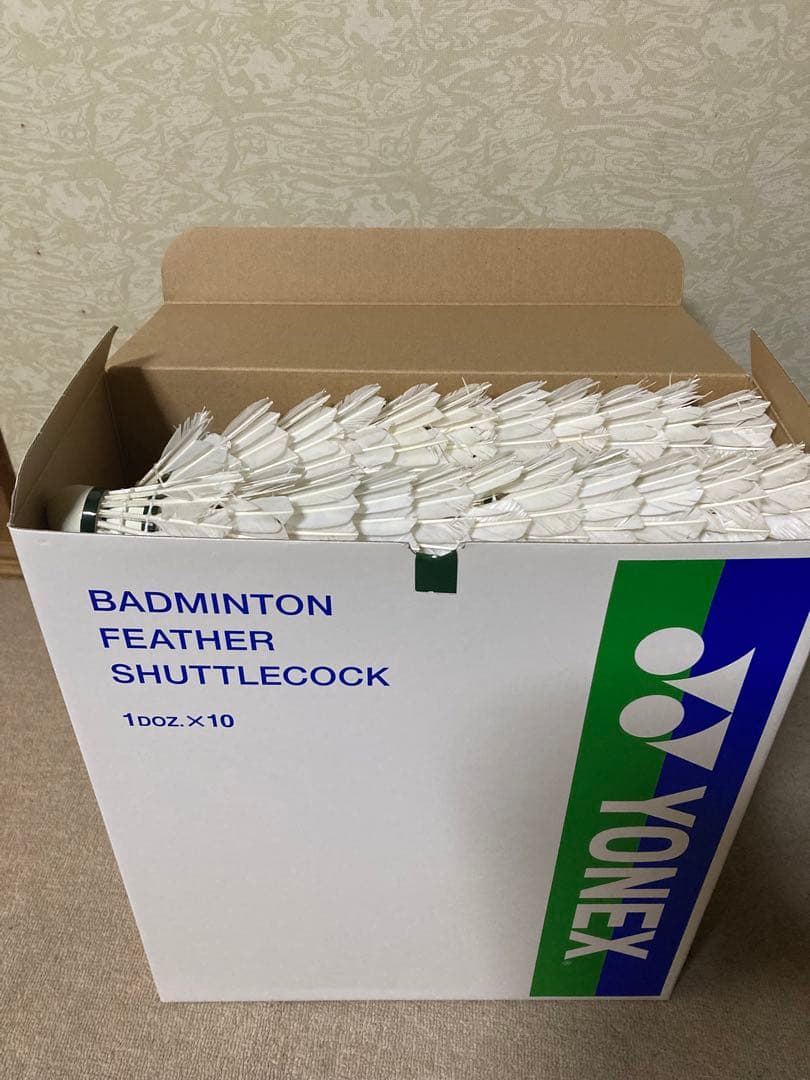 BADMINTON
FEATHER
SHUTTLECOCK
1DOZ.×10
YONEX